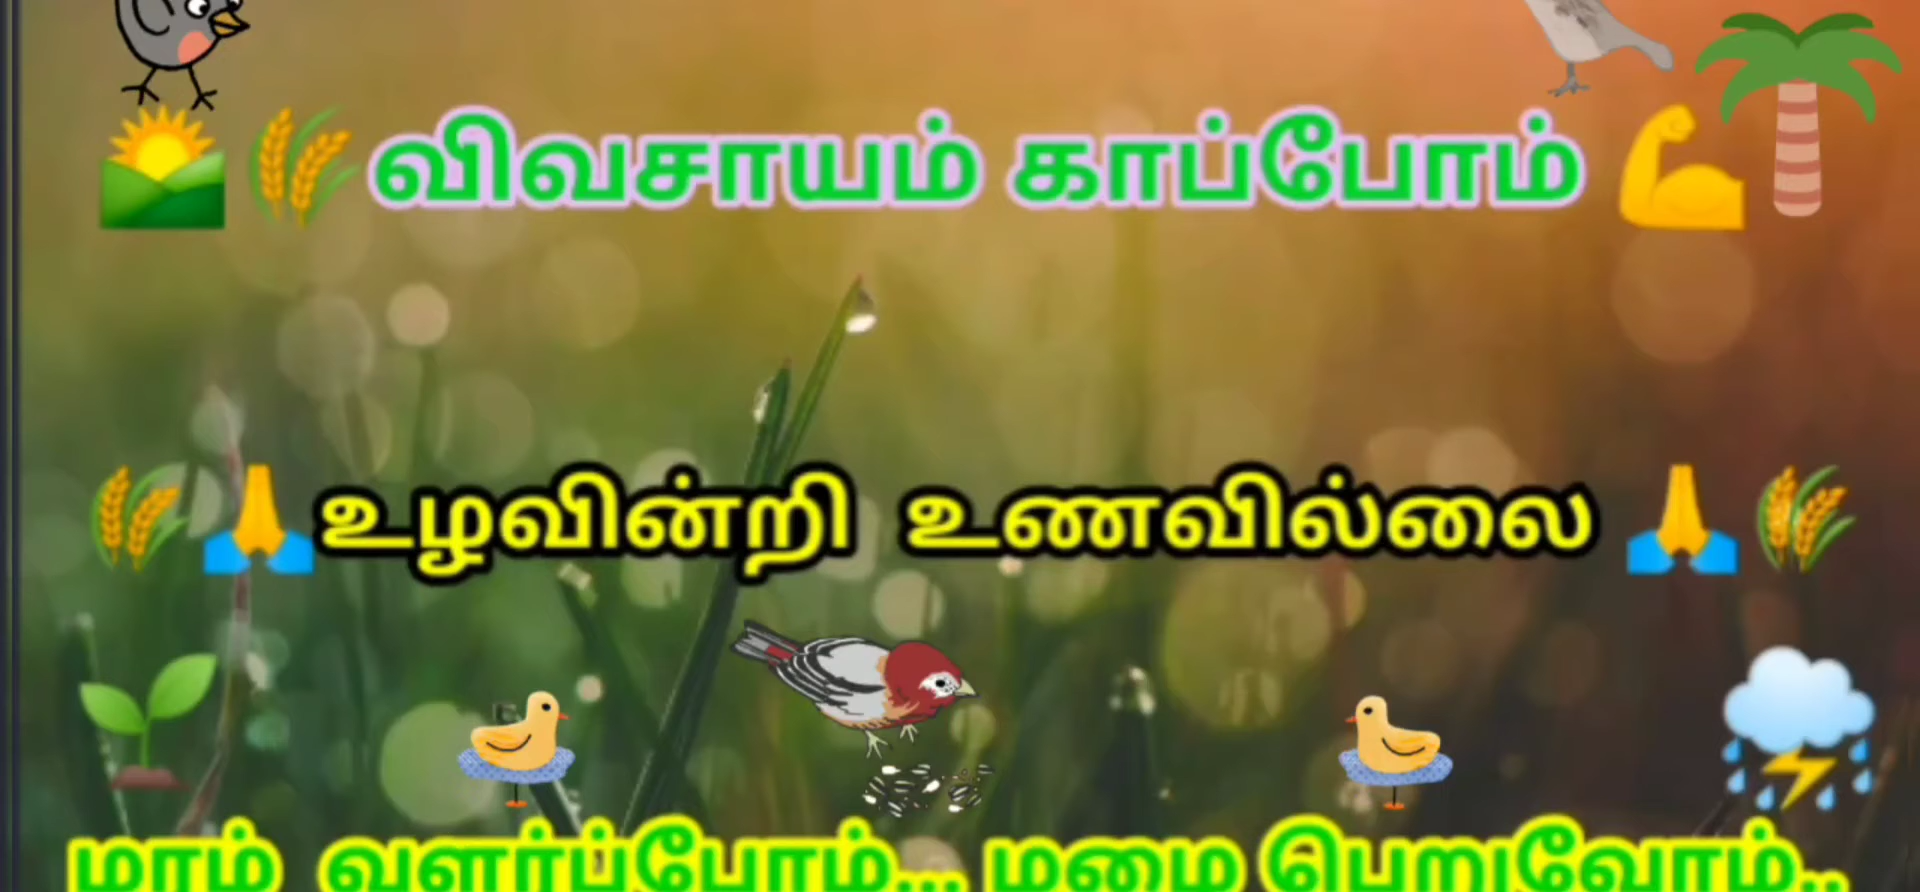 விவசாயம் காப்போம்
உழவின்றி உணவில்லை
மரம் வளர்ப்போம்... மழை பெறுவோம்..